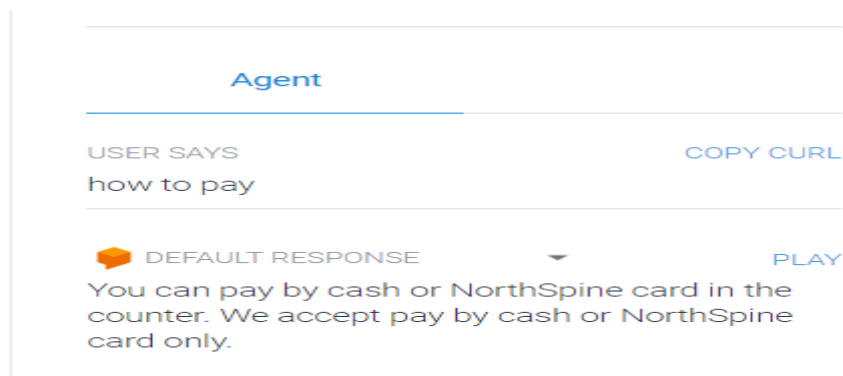 Agent
USER SAYS COPY CURL
how to pay
DEFAULT RESPONSE PLAY
You can pay by cash or NorthSpine card in the
counter. We accept pay by cash or NorthSpine
card only.